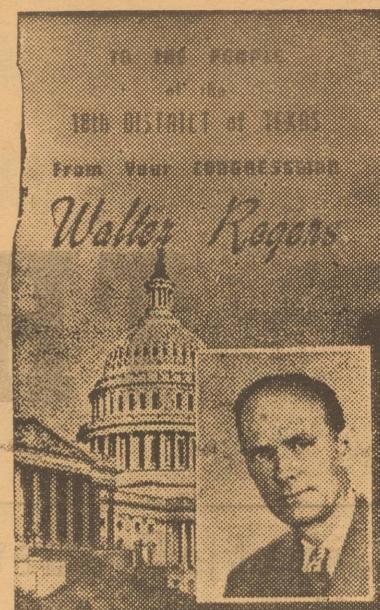 TO THE PEOPLE
of the
18th DISTRICT of TEXAS
From Your CONGRESSMAN
Walter Rogers